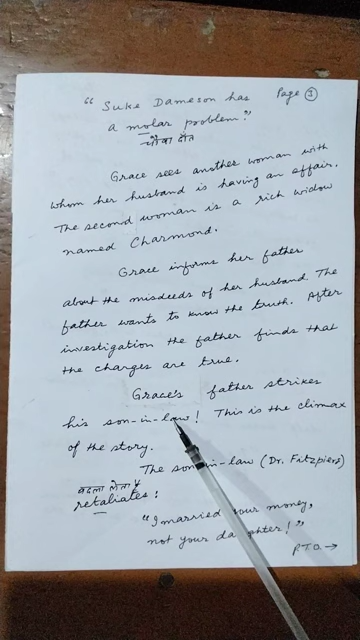 Page ③
" Suke Dameson has
a molar problem."
चौका दाँत
Grace sees another woman with
whom her husband is having an affair.
The second woman is a rich widow
named Charmond.
Grace informs her father
about the misdeeds of her husband. The
father wants to know the truth. After
investigation the father finds that
the charges are true.
Grace's father strikes
his son-in-law! This is the climax
of the story.
The son-in-law (Dr. Fitzpiers)
बदला लेता है
retaliates:
"I married your money,
not your daughter!"
P.T.O. →